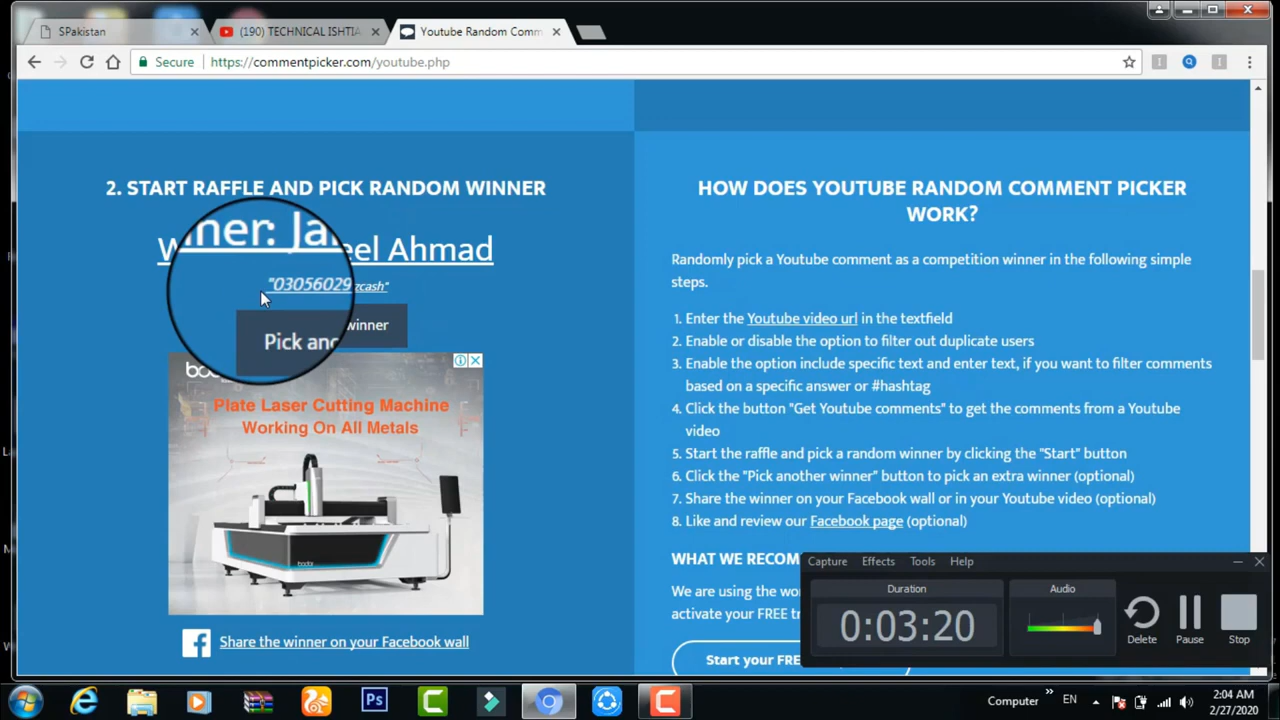 SPakistan
(190) TECHNICAL ISHTIA
Youtube Random Comm
Secure
https://commentpicker.com/youtube.php
2. START RAFFLE AND PICK RANDOM WINNER
eel Ahmad
"03056029
zcash"
Pick and
winner
Plate Laser Cutting Machine
Working On All Metals
bodor
Share the winner on your Facebook wall
HOW DOES YOUTUBE RANDOM COMMENT PICKER
WORK?
Randomly pick a Youtube comment as a competition winner in the following simple
steps.
1. Enter the Youtube video url in the textfield
2. Enable or disable the option to filter out duplicate users
3. Enable the option include specific text and enter text, if you want to filter comments
based on a specific answer or #hashtag
4. Click the button "Get Youtube comments" to get the comments from a Youtube
video
5. Start the raffle and pick a random winner by clicking the "Start" button
6. Click the "Pick another winner" button to pick an extra winner (optional)
7. Share the winner on your Facebook wall or in your Youtube video (optional)
8. Like and review our Facebook page (optional)
WHAT WE RECOM
We are using the wo
activate your FREE t
Start your FRE
Capture Effects Tools Help
Duration
Audio
0:03:20
Delete
Pause
Stop
Ps
Computer
EN
2:04 AM
2/27/2020